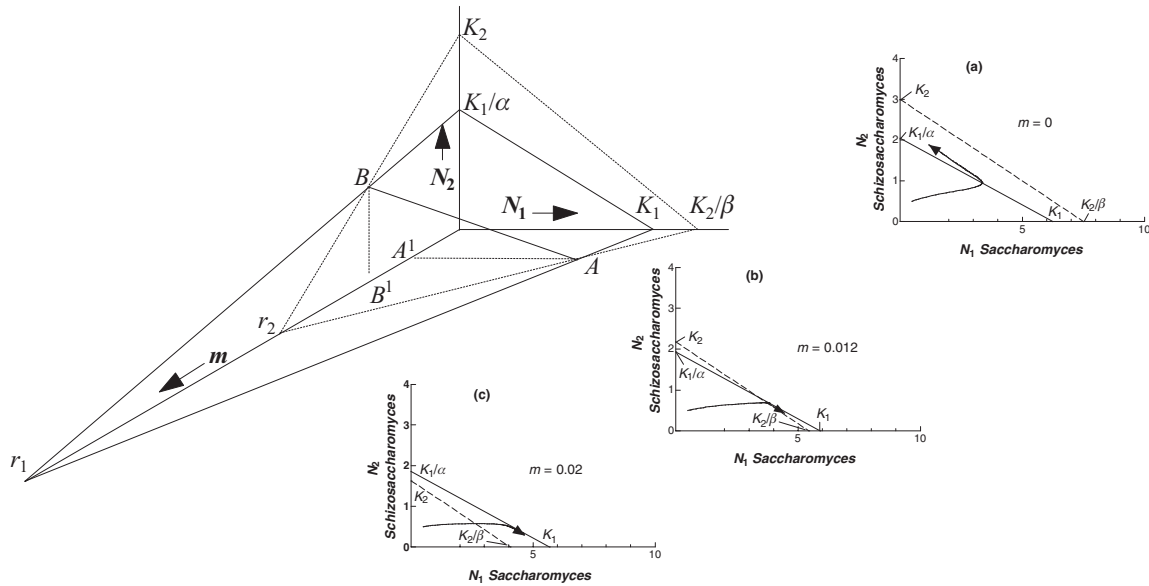 K₂
K₁/α
N₂
B
N₁
K₁
K₂/β
A¹
A
B¹
r₂
m
r₁
(a)
4
3
2
1
0
K₂
K₁/α
m = 0
K₁
K₂/β
5
10
N₂
Schizosaccharomyces
N₁ Saccharomyces
(b)
4
3
2
1
0
K₂
K₁/α
m = 0.012
K₁
K₂/β
5
10
N₂
Schizosaccharomyces
N₁ Saccharomyces
(c)
4
3
2
1
0
K₁/α
K₂
m = 0.02
K₂/β
K₁
5
10
N₂
Schizosaccharomyces
N₁ Saccharomyces